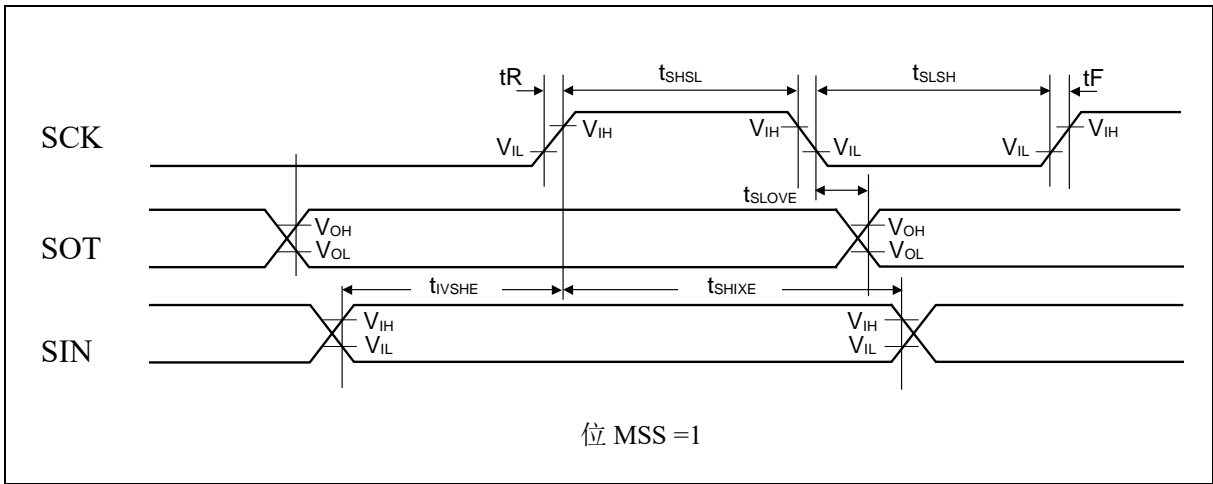 tR tSHSL tSLSH tF
SCK
VIH VIH VIH
VIL VIL VIL
tSLOVE
SOT
VOH VOH
VOL VOL
tIVSHE tSHIXE
SIN
VIH VIH
VIL VIL
位 MSS =1